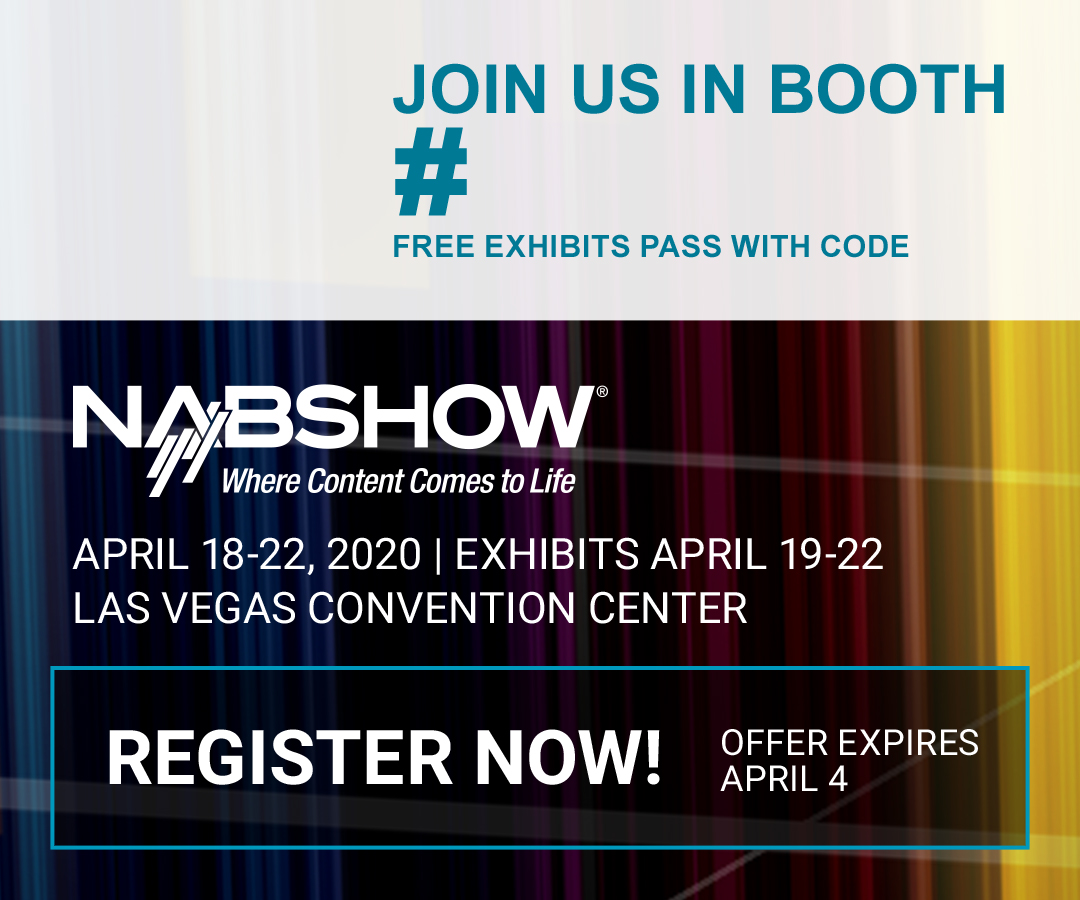 JOIN US IN BOOTH
#
FREE EXHIBITS PASS WITH CODE
NABSHOW®
Where Content Comes to Life
APRIL 18-22, 2020 | EXHIBITS APRIL 19-22
LAS VEGAS CONVENTION CENTER
REGISTER NOW!
OFFER EXPIRES
APRIL 4